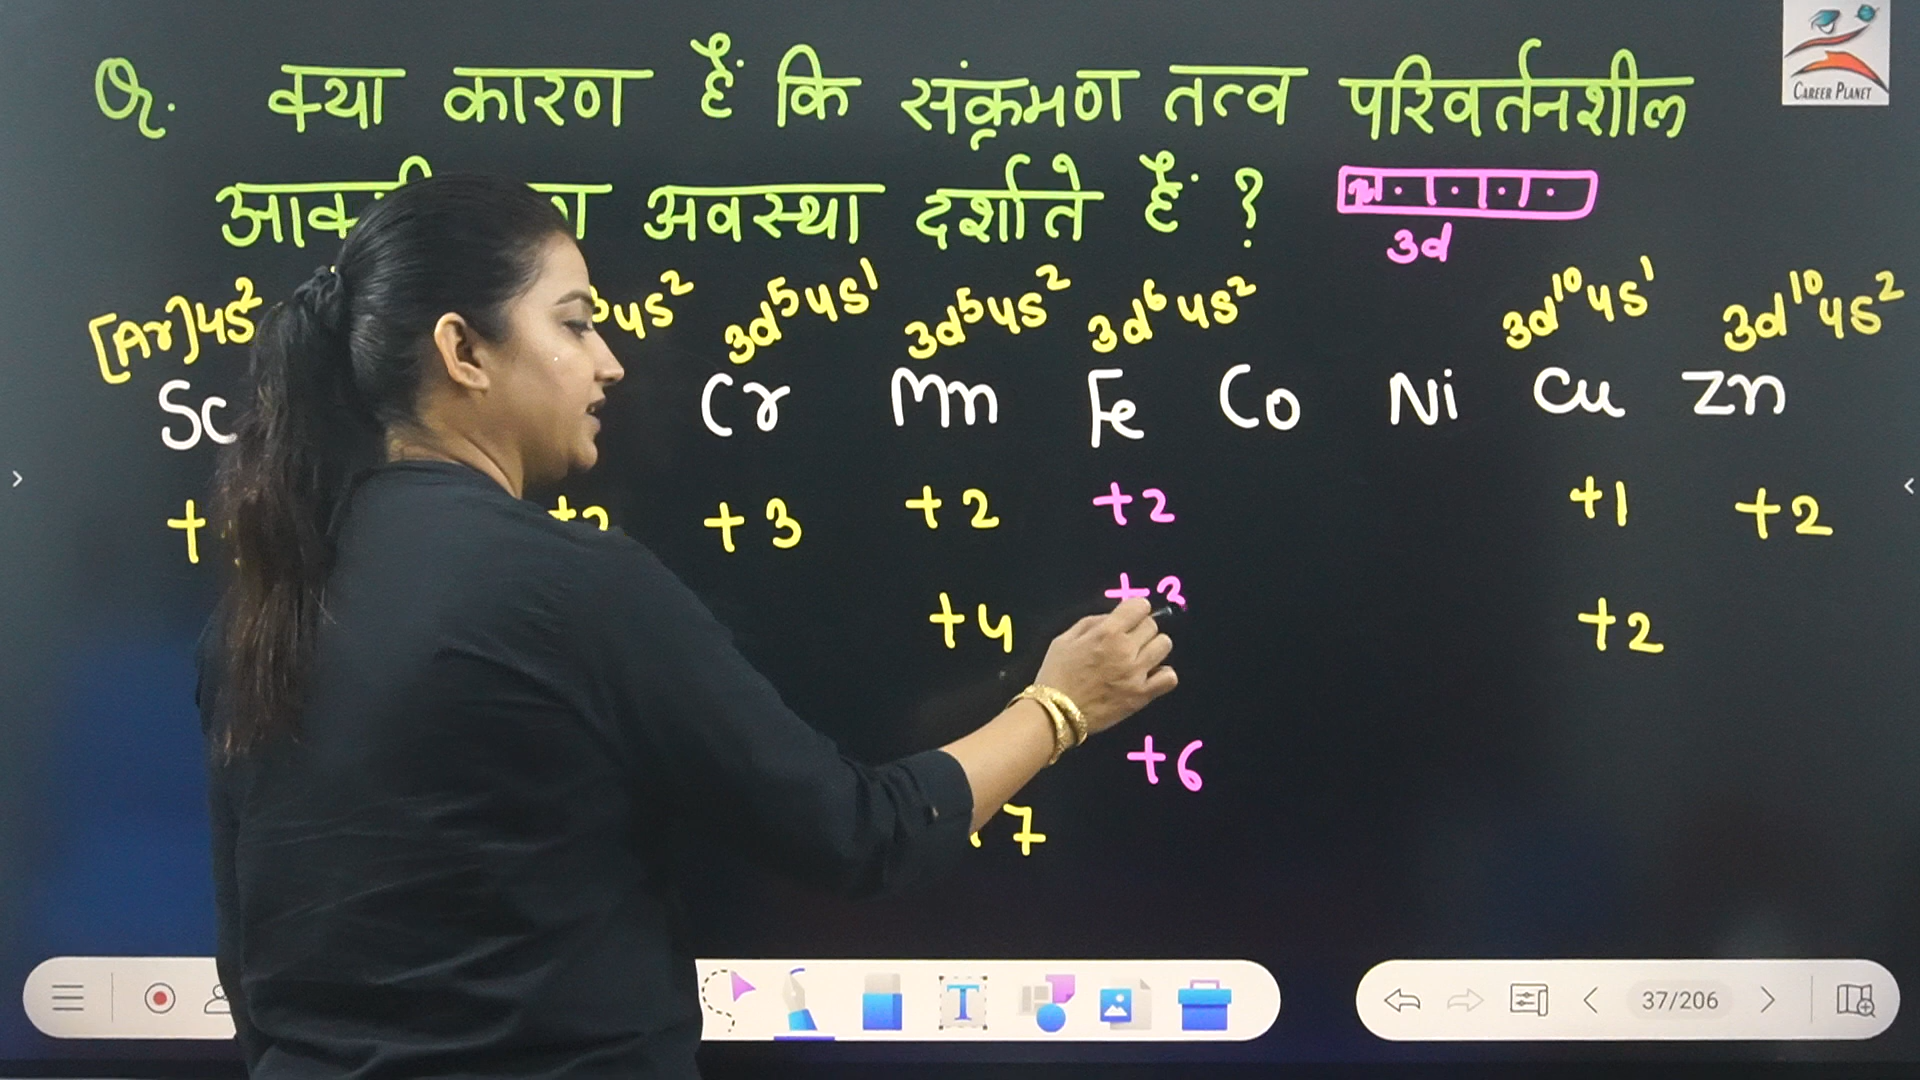 Q. क्या कारण हैं कि संक्रमण तत्व परिवर्तनशील
अवस्था दर्शाते हैं ?
3d
[Ar]4s² 4s² 3d⁵4s¹ 3d⁵4s² 3d⁶4s² 3d¹⁰4s¹ 3d¹⁰4s²
Sc Cr Mn Fe Co Ni Cu Zn
+3 +2 +2 +1 +2
+4 +2
+6
7
CAREER PLANET
37/206
T